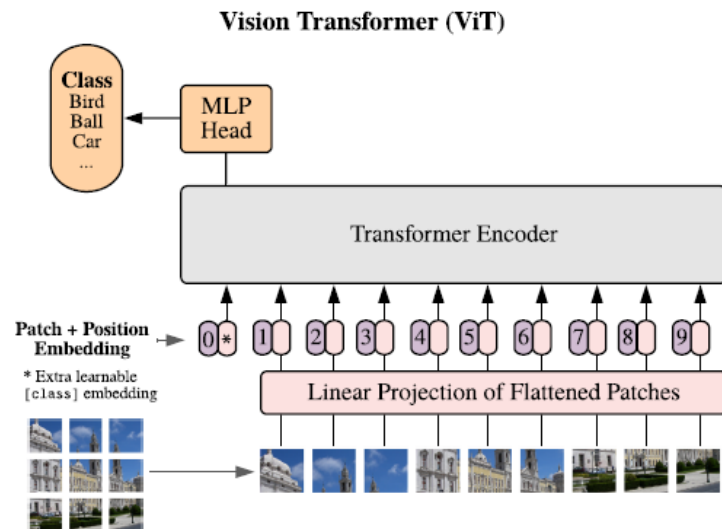 Vision Transformer (ViT)
Class
Bird
Ball
Car
...
MLP
Head
Transformer Encoder
Patch + Position
Embedding
0 * 1 2 3 4 5 6 7 8 9
* Extra learnable
[class] embedding
Linear Projection of Flattened Patches